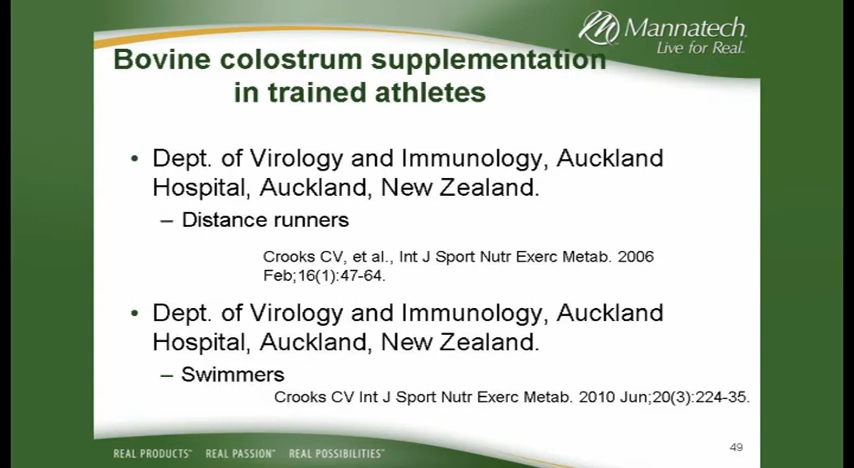 Mannatech
Live for Real.
Bovine colostrum supplementation
in trained athletes
• Dept. of Virology and Immunology, Auckland
Hospital, Auckland, New Zealand.
– Distance runners
Crooks CV, et al., Int J Sport Nutr Exerc Metab. 2006
Feb;16(1):47-64.
• Dept. of Virology and Immunology, Auckland
Hospital, Auckland, New Zealand.
– Swimmers
Crooks CV Int J Sport Nutr Exerc Metab. 2010 Jun;20(3):224-35.
49
REAL PRODUCTS™ REAL PASSION™ REAL POSSIBILITIES™